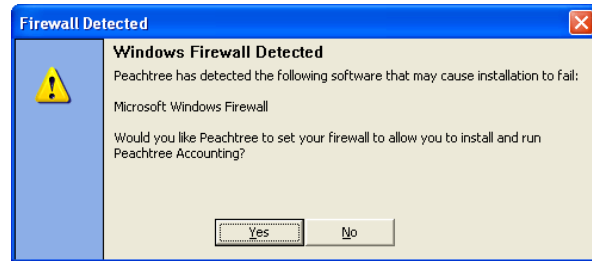 Firewall Detected
Windows Firewall Detected
Peachtree has detected the following software that may cause installation to fail:
Microsoft Windows Firewall
Would you like Peachtree to set your firewall to allow you to install and run
Peachtree Accounting?
Yes
No